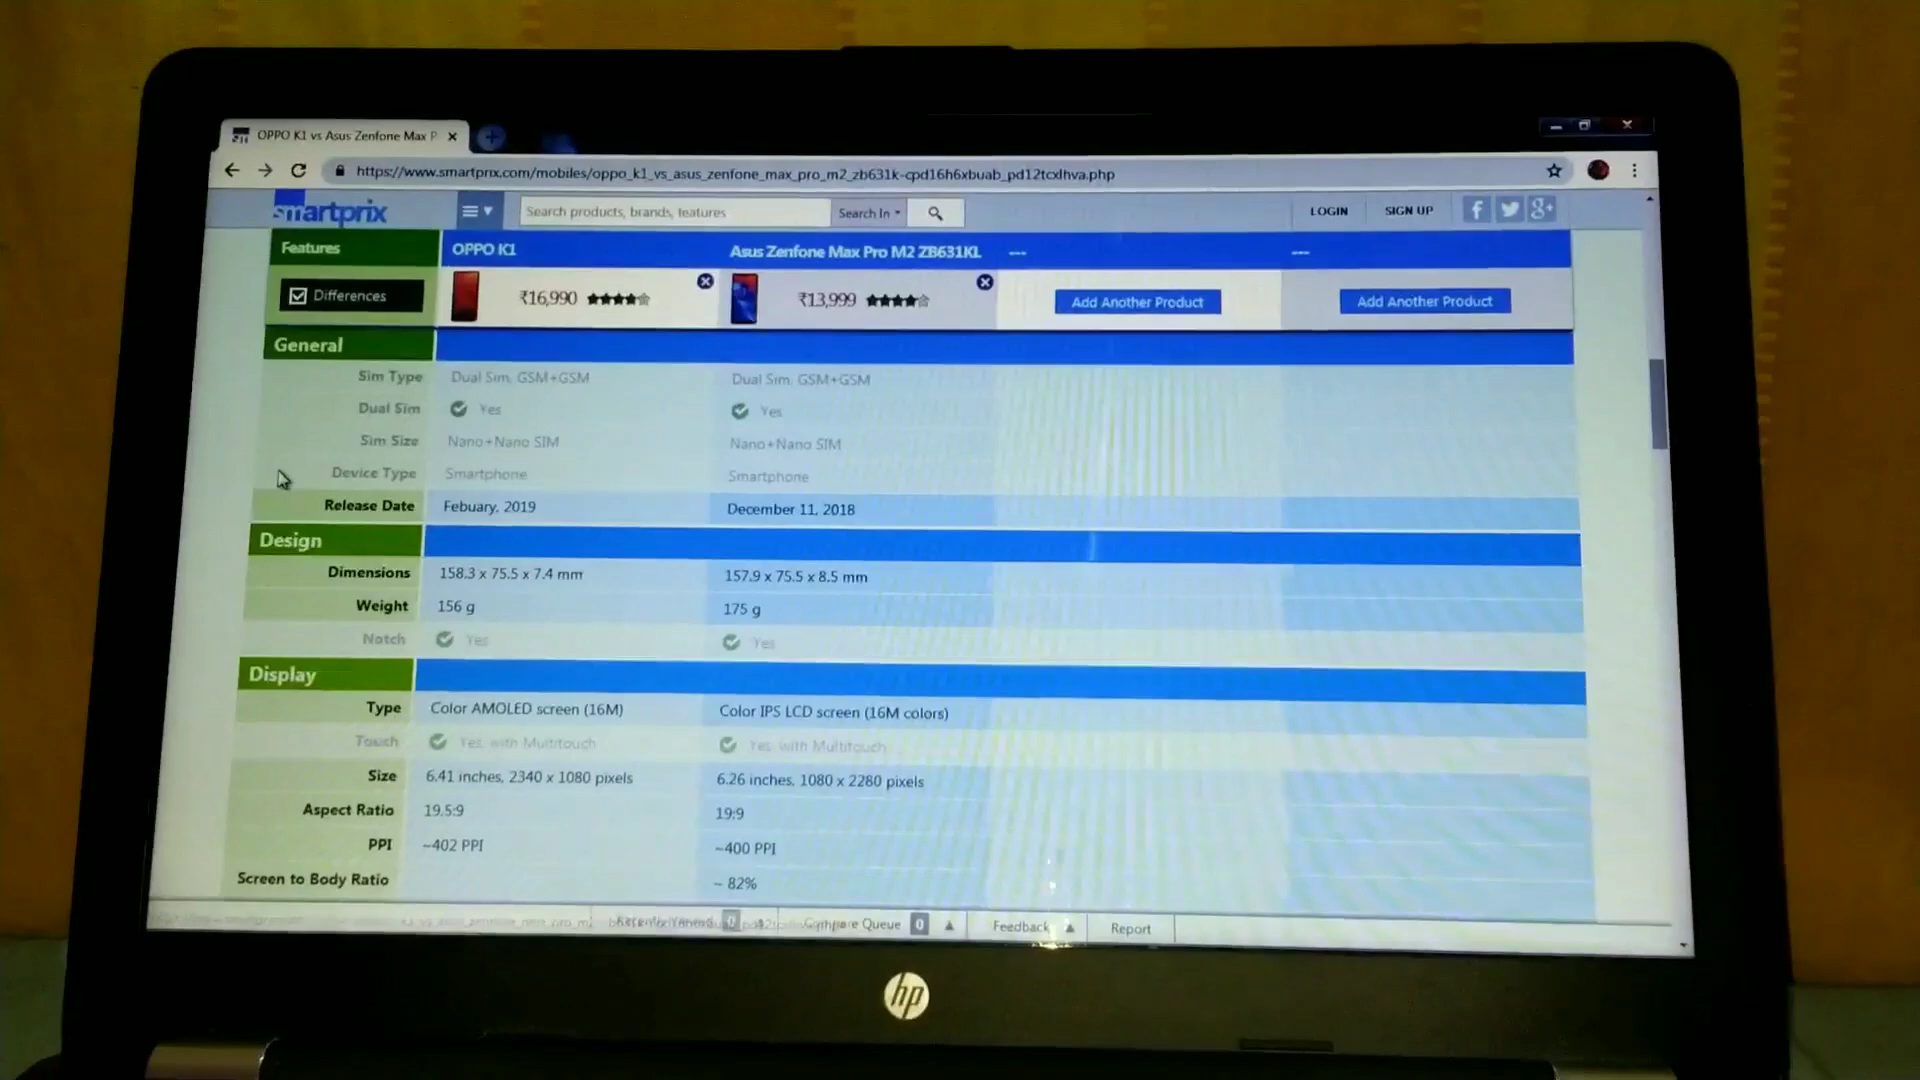 OPPO K1 vs Asus Zenfone Max P
https://www.smartprix.com/mobiles/oppo_k1_vs_asus_zenfone_max_pro_m2_zb631k-cpd16h6xbuab_pd12tcxlhva.php
smartprix
Search products, brands, features
Search In
LOGIN
SIGN UP
f
g+
Features
OPPO K1
Asus Zenfone Max Pro M2 ZB631KL
---
---
Differences
₹16,990
₹13,999
Add Another Product
Add Another Product
General
Sim Type Dual Sim, GSM+GSM Dual Sim, GSM+GSM
Dual Sim Yes Yes
Sim Size Nano+Nano SIM Nano+Nano SIM
Device Type Smartphone Smartphone
Release Date Febuary, 2019 December 11, 2018
Design
Dimensions 158.3 x 75.5 x 7.4 mm 157.9 x 75.5 x 8.5 mm
Weight 156 g 175 g
Notch Yes Yes
Display
Type Color AMOLED screen (16M) Color IPS LCD screen (16M colors)
Touch Yes, with Multitouch Yes, with Multitouch
Size 6.41 inches, 2340 x 1080 pixels 6.26 inches, 1080 x 2280 pixels
Aspect Ratio 19.5:9 19:9
PPI ~402 PPI ~400 PPI
Screen to Body Ratio ~ 82%
0
Compare Queue 0
Feedback
Report
hp